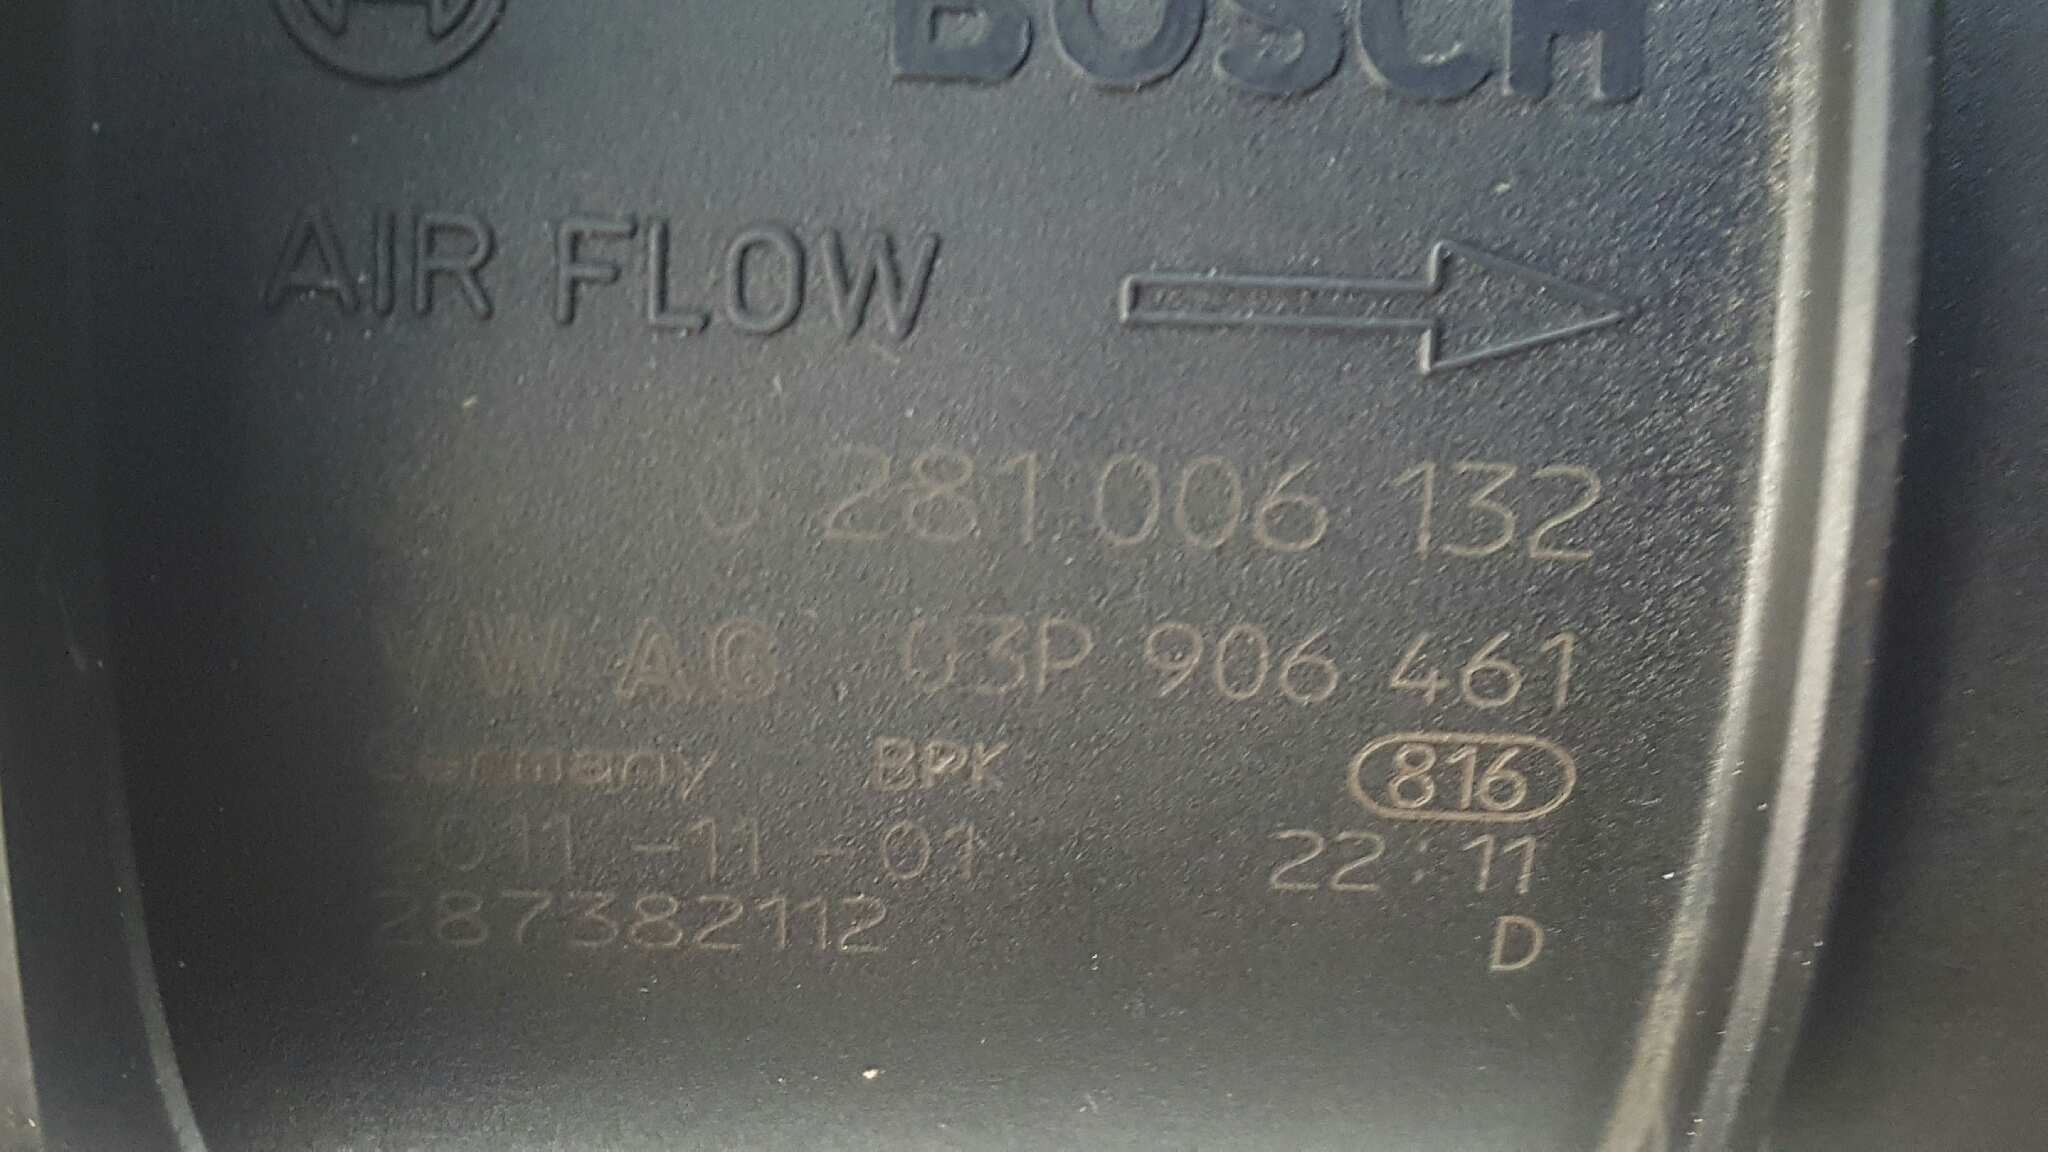 BOSCH
AIR FLOW
0 281 006 132
VW AG 03P 906 461
Germany BPK 816
2011-11-01 22:11
287382112 D